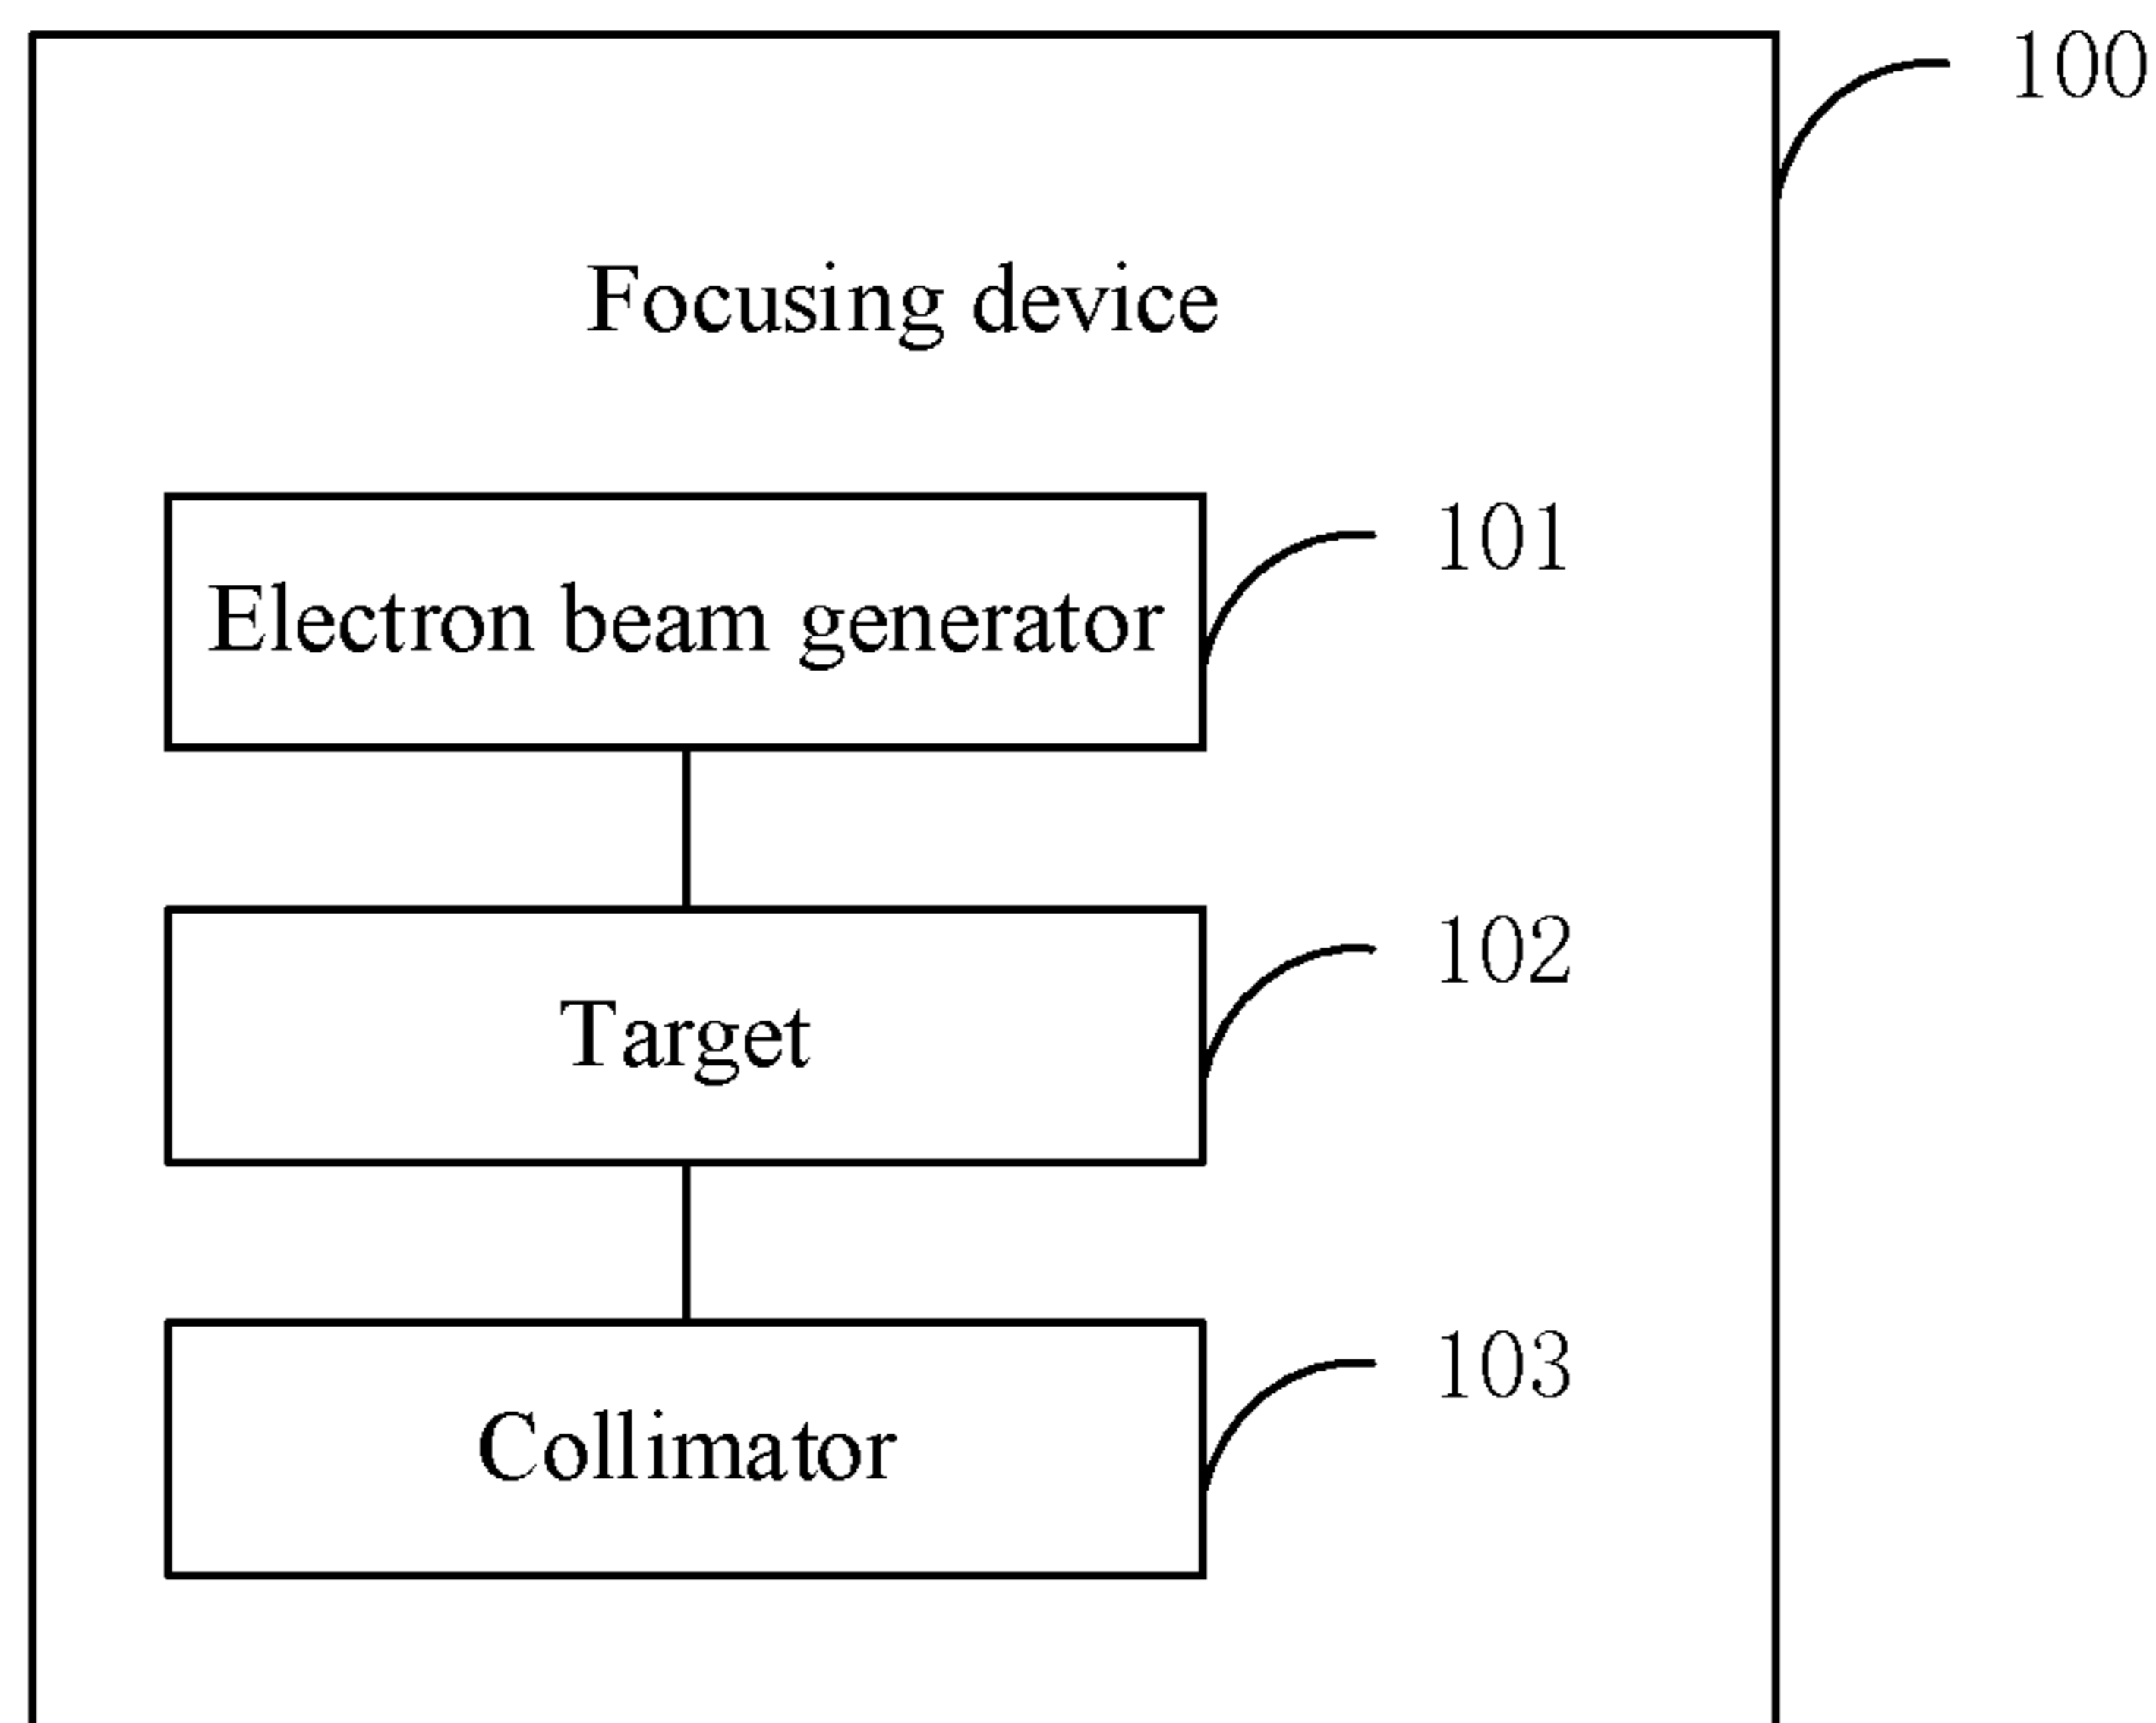 100
Focusing device
101
Electron beam generator
102
Target
103
Collimator